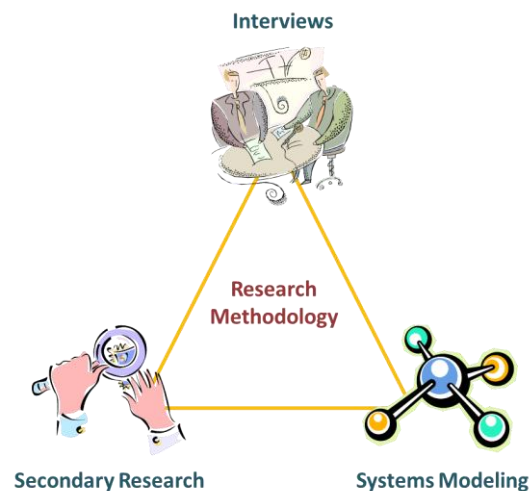 Interviews
Research
Methodology
Secondary Research
Systems Modeling